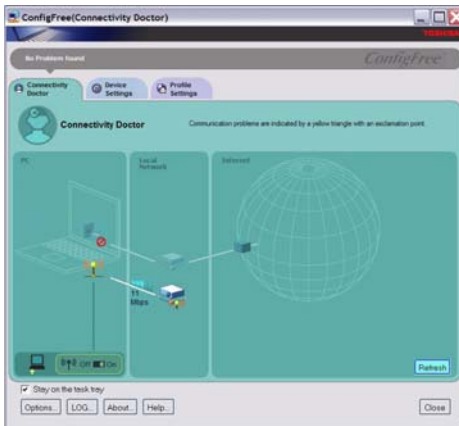 ConfigFree(Connectivity Doctor)
TOSHIBA
No Problem found
ConfigFree
Connectivity Doctor
Device Settings
Profile Settings
Connectivity Doctor
Communication problems are indicated by a yellow triangle with an exclamation point.
PC
Local Network
Internet
11 Mbps
Off On
Refresh
Stay on the task tray
Options...
LOG...
About...
Help...
Close